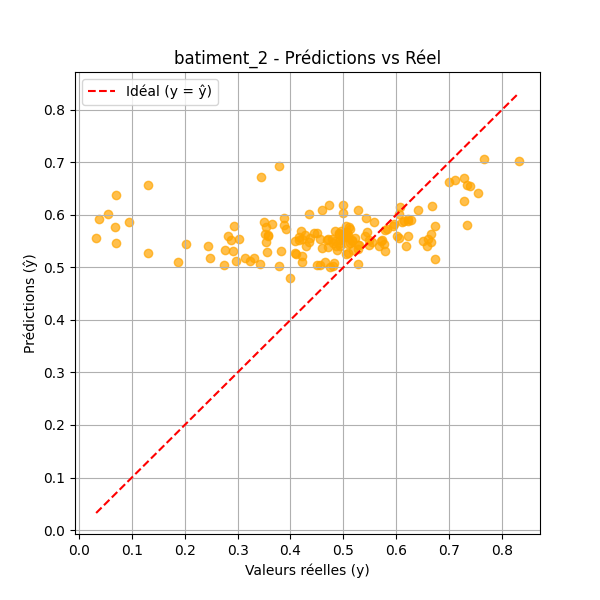 batiment_2 - Prédictions vs Réel
Idéal (y = ŷ)
Prédictions (ŷ)
0.8
0.7
0.6
0.5
0.4
0.3
0.2
0.1
0.0
0.0 0.1 0.2 0.3 0.4 0.5 0.6 0.7 0.8
Valeurs réelles (y)